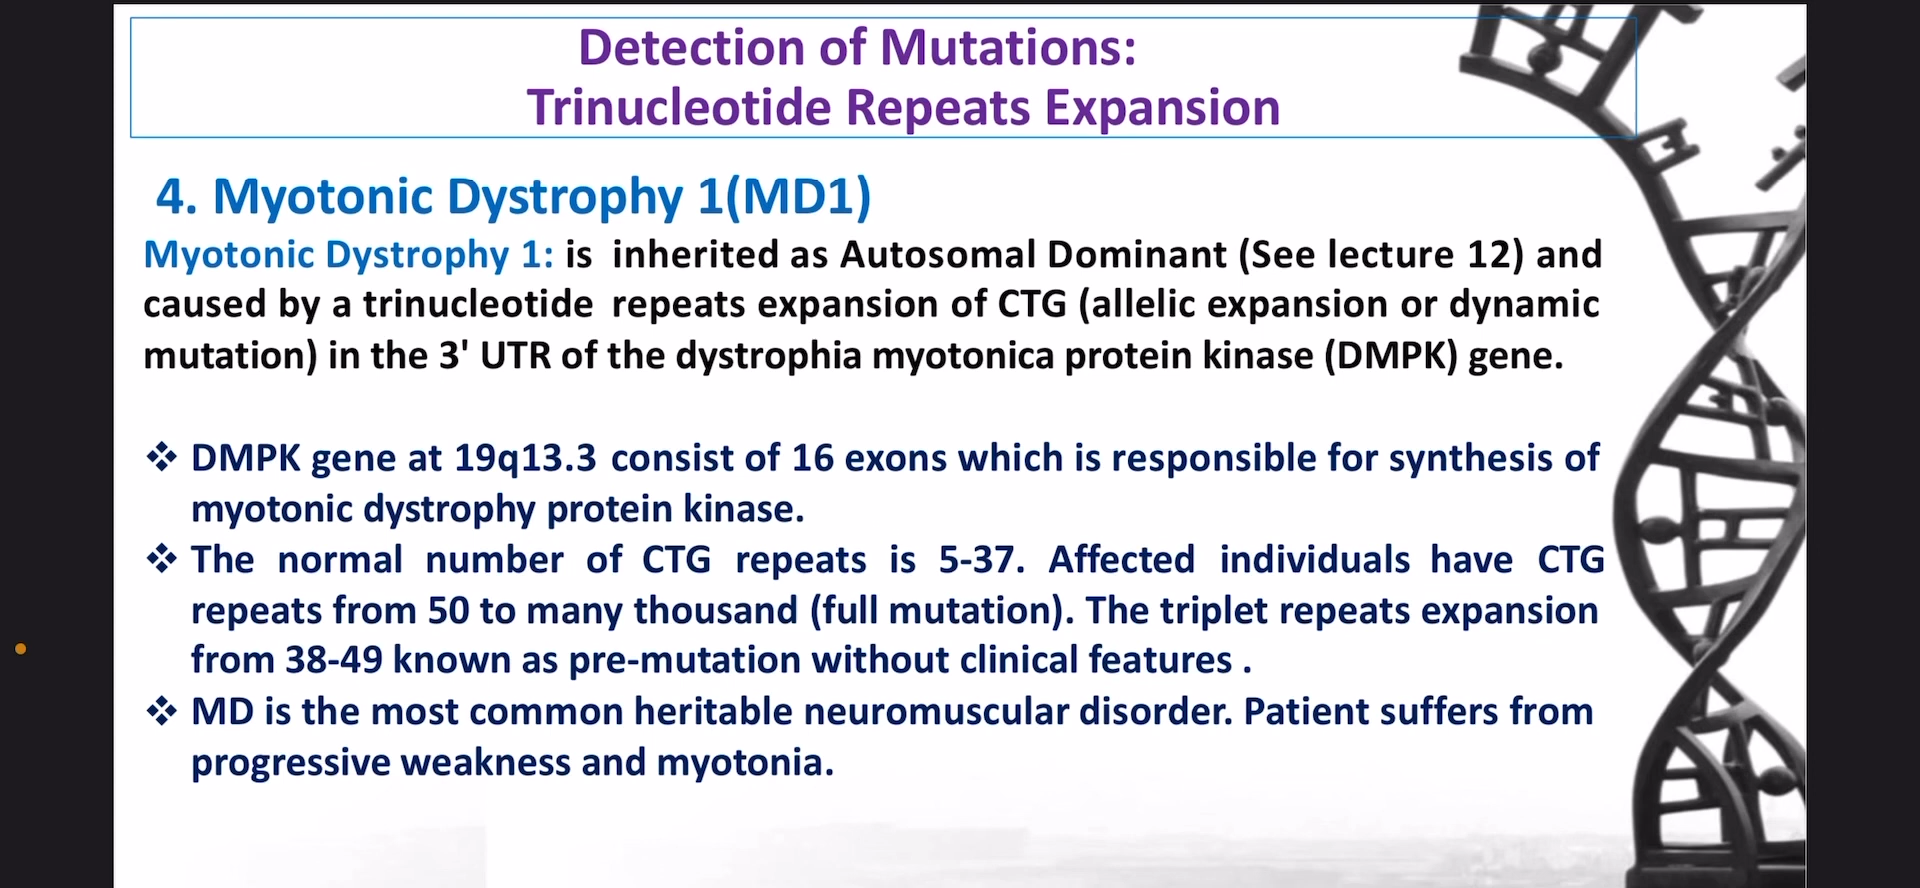 Detection of Mutations:
Trinucleotide Repeats Expansion
4. Myotonic Dystrophy 1(MD1)
Myotonic Dystrophy 1: is inherited as Autosomal Dominant (See lecture 12) and
caused by a trinucleotide repeats expansion of CTG (allelic expansion or dynamic
mutation) in the 3' UTR of the dystrophia myotonica protein kinase (DMPK) gene.
❖ DMPK gene at 19q13.3 consist of 16 exons which is responsible for synthesis of
myotonic dystrophy protein kinase.
❖ The normal number of CTG repeats is 5-37. Affected individuals have CTG
repeats from 50 to many thousand (full mutation). The triplet repeats expansion
from 38-49 known as pre-mutation without clinical features .
❖ MD is the most common heritable neuromuscular disorder. Patient suffers from
progressive weakness and myotonia.